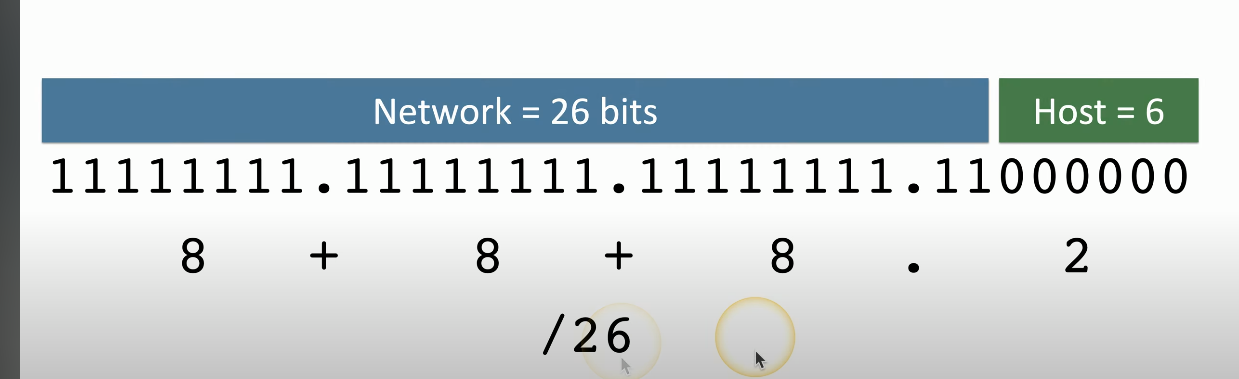 Network = 26 bits Host = 6
11111111.11111111.11111111.11000000
8 + 8 + 8 . 2
/26